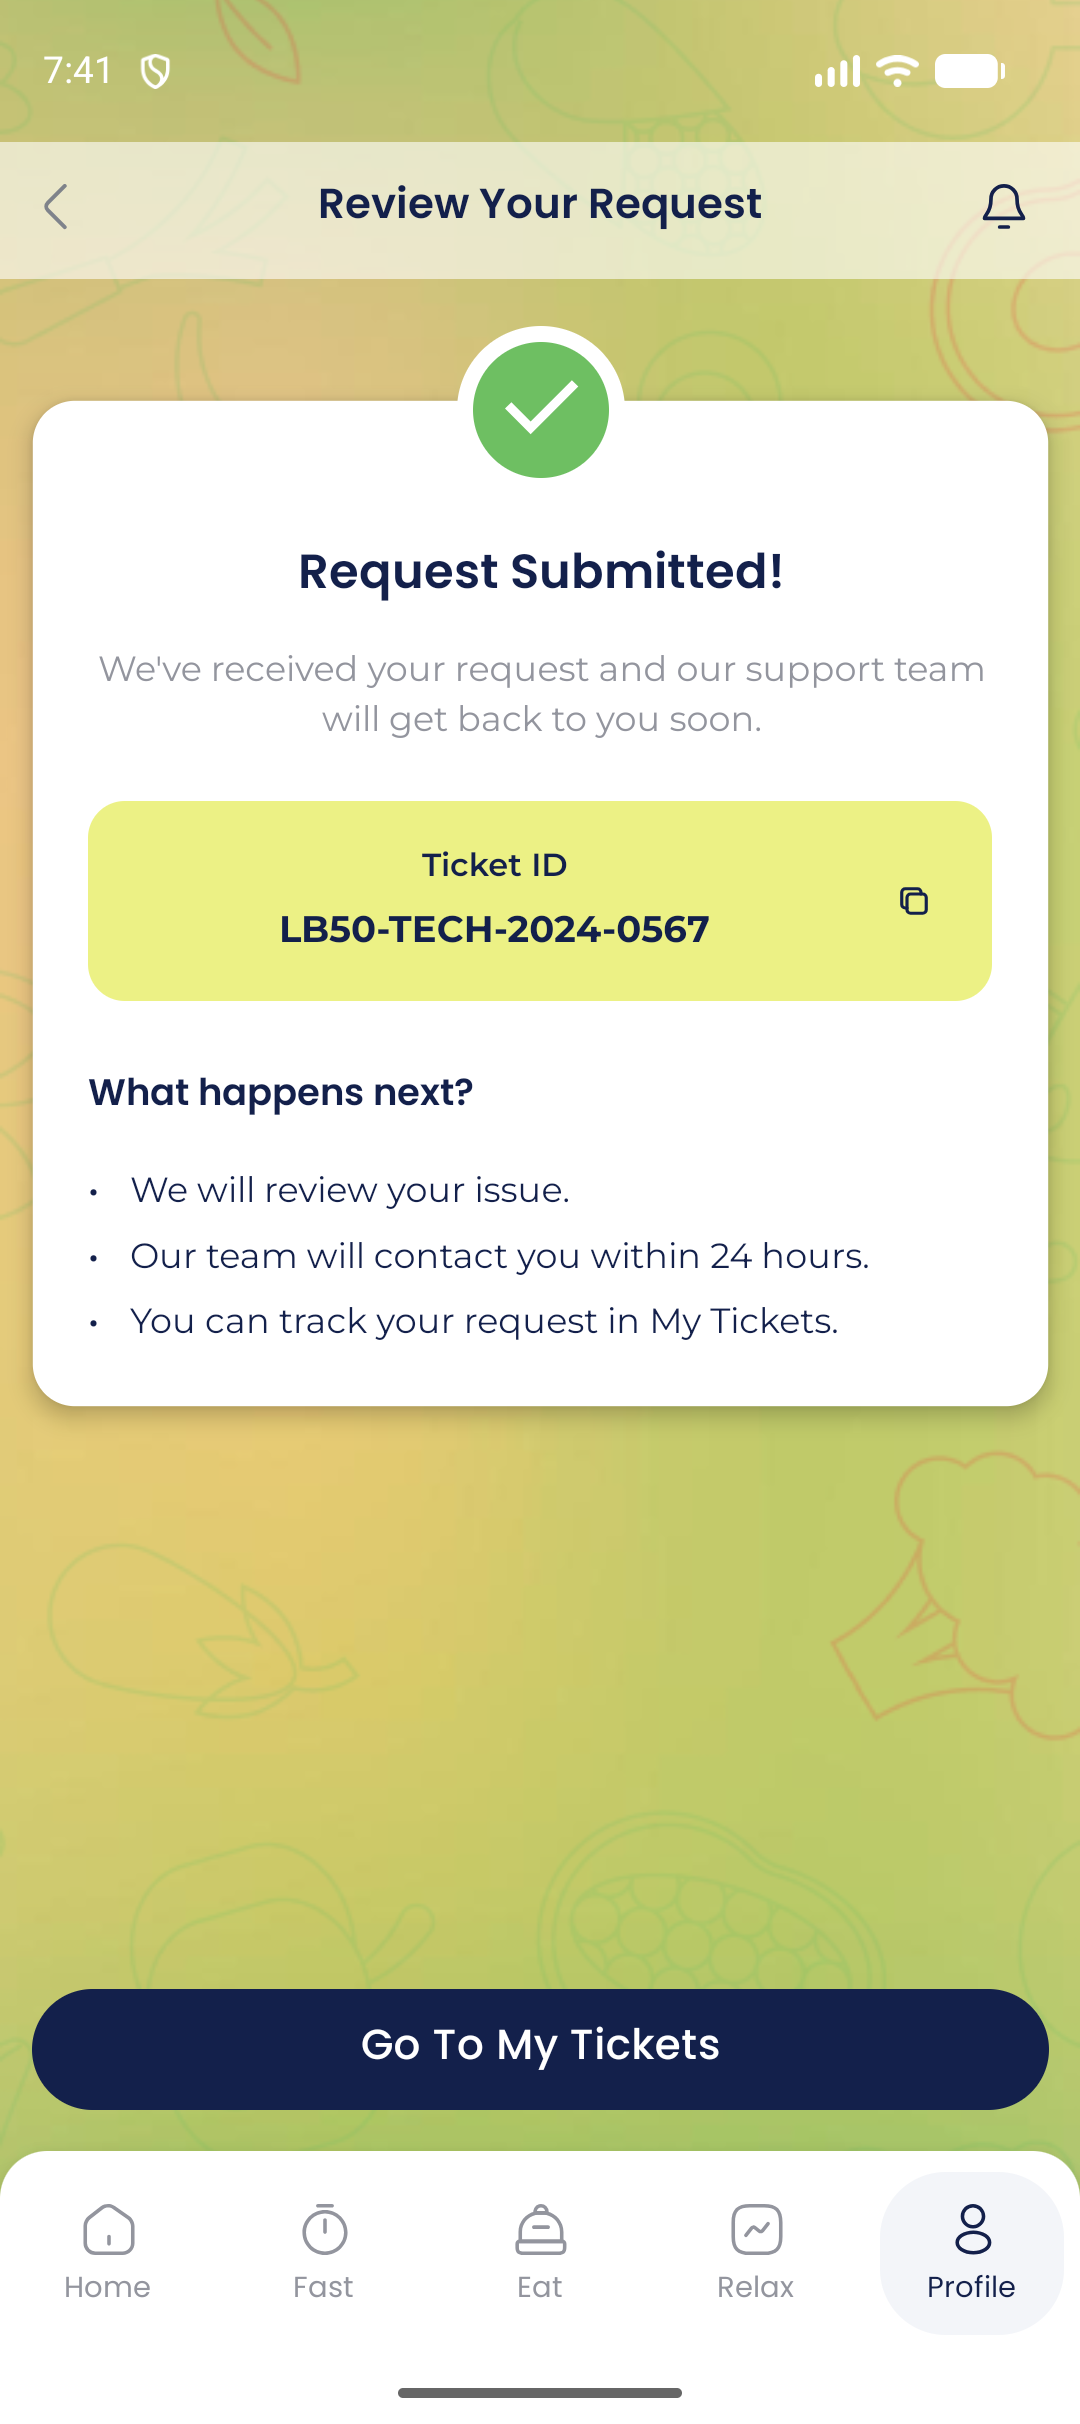 7:41
Review Your Request
Request Submitted!
We've received your request and our support team
will get back to you soon.
Ticket ID
LB50-TECH-2024-0567
What happens next?
• We will review your issue.
• Our team will contact you within 24 hours.
• You can track your request in My Tickets.
Go To My Tickets
Home Fast Eat Relax Profile